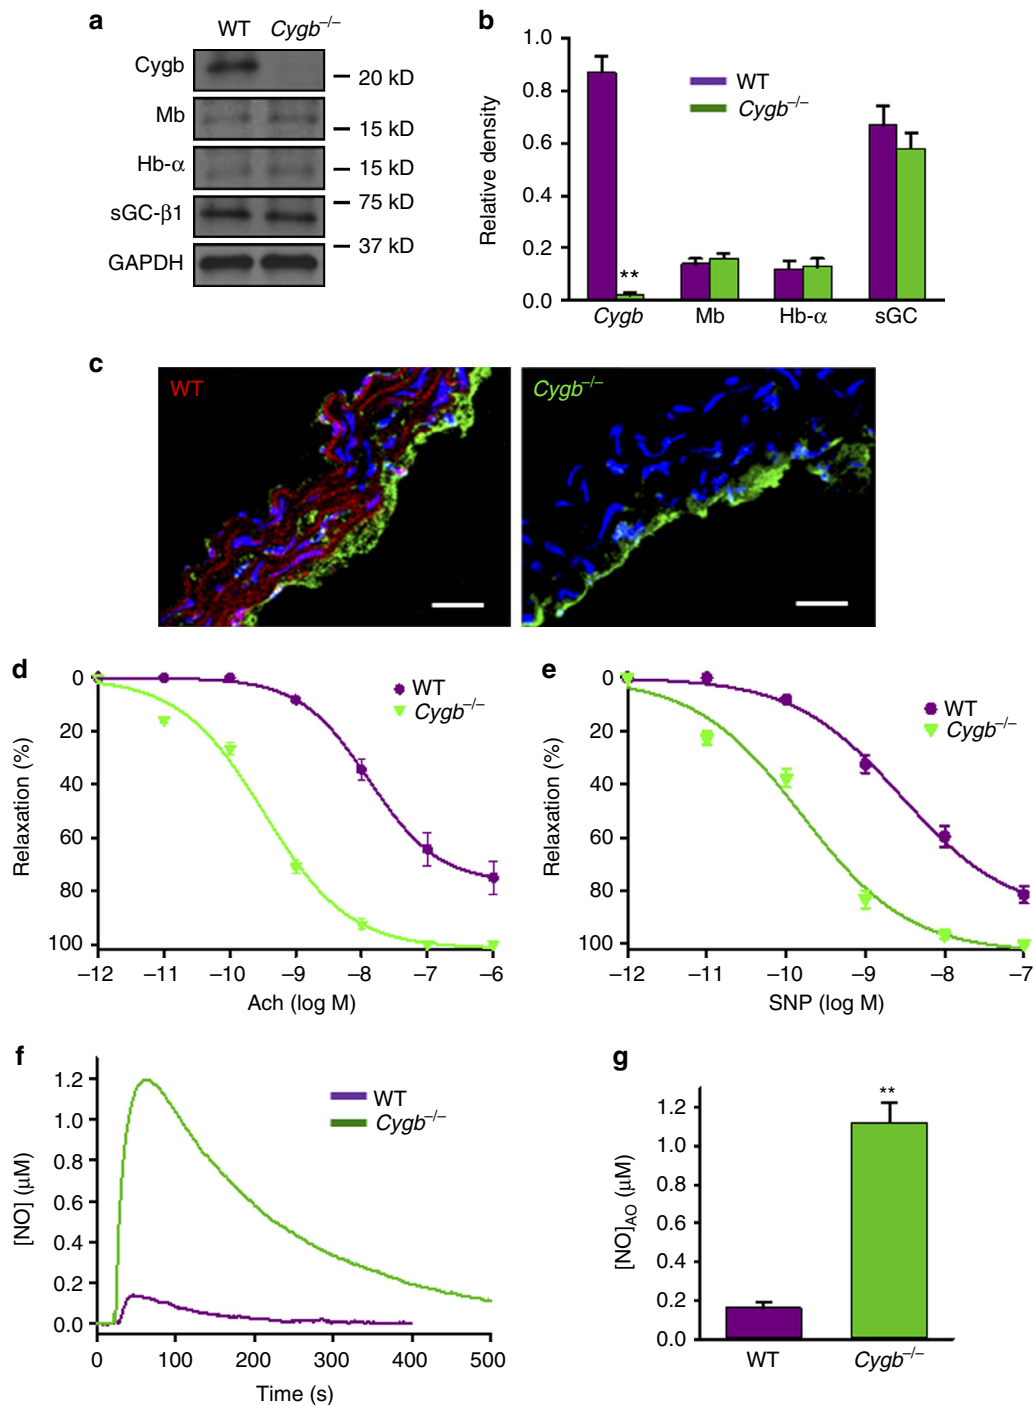 a
WT Cygb–/–
Cygb
20 kD
Mb
15 kD
Hb-α
15 kD
sGC-β1
75 kD
37 kD
GAPDH
b
Relative density
1.0
0.8
0.6
0.4
0.2
0.0
WT
Cygb–/–
**
Cygb Mb Hb-α sGC
c
WT
Cygb–/–
d
Relaxation (%)
0
20
40
60
80
100
WT
Cygb–/–
–12 –11 –10 –9 –8 –7 –6
Ach (log M)
e
Relaxation (%)
0
20
40
60
80
100
WT
Cygb–/–
–12 –11 –10 –9 –8 –7
SNP (log M)
f
[NO] (μM)
1.2
1.0
0.8
0.6
0.4
0.2
0.0
WT
Cygb–/–
0 100 200 300 400 500
Time (s)
g
[NO]AO (μM)
1.2
1.0
0.8
0.6
0.4
0.2
0.0
**
WT Cygb–/–